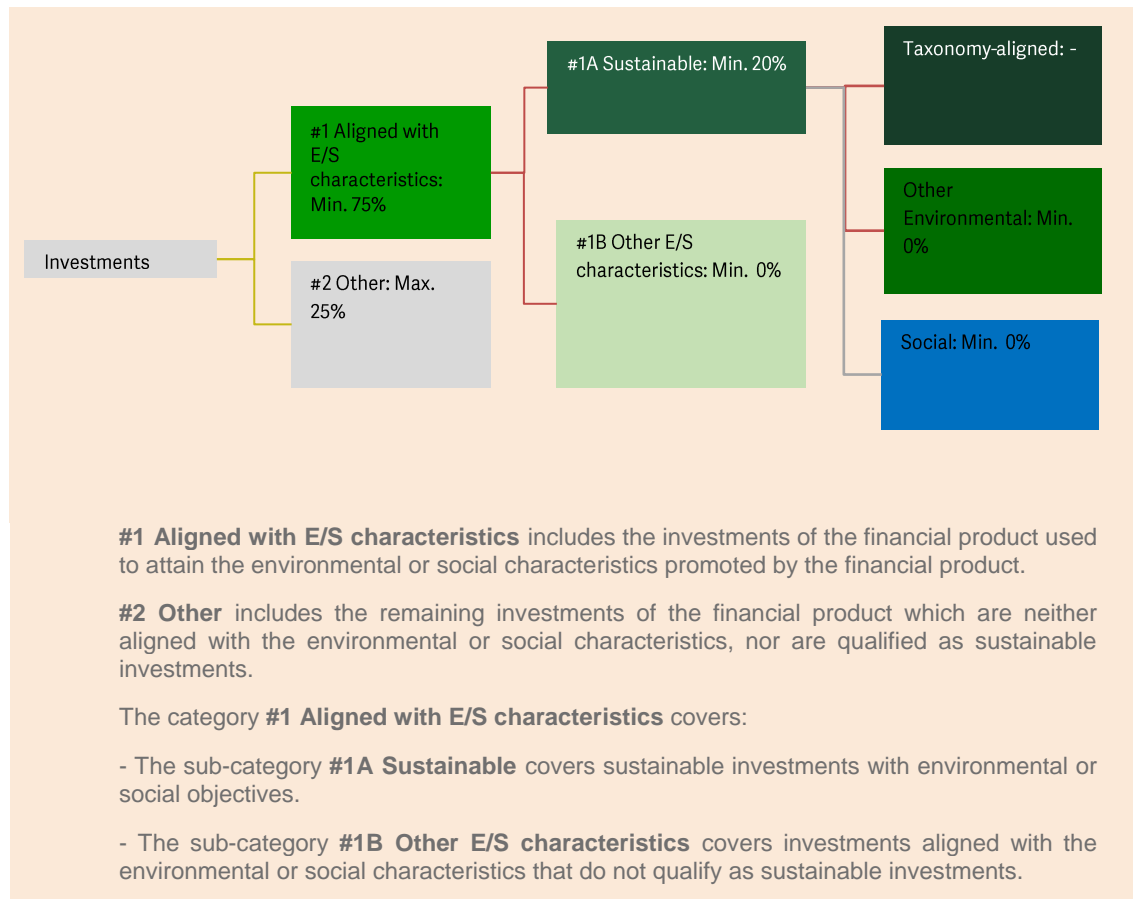 Investments
#1 Aligned with
E/S
characteristics:
Min. 75%
#2 Other: Max.
25%
#1A Sustainable: Min. 20%
#1B Other E/S
characteristics: Min. 0%
Taxonomy-aligned: -
Other
Environmental: Min.
0%
Social: Min. 0%
#1 Aligned with E/S characteristics includes the investments of the financial product used
to attain the environmental or social characteristics promoted by the financial product.
#2 Other includes the remaining investments of the financial product which are neither
aligned with the environmental or social characteristics, nor are qualified as sustainable
investments.
The category #1 Aligned with E/S characteristics covers:
- The sub-category #1A Sustainable covers sustainable investments with environmental or
social objectives.
- The sub-category #1B Other E/S characteristics covers investments aligned with the
environmental or social characteristics that do not qualify as sustainable investments.